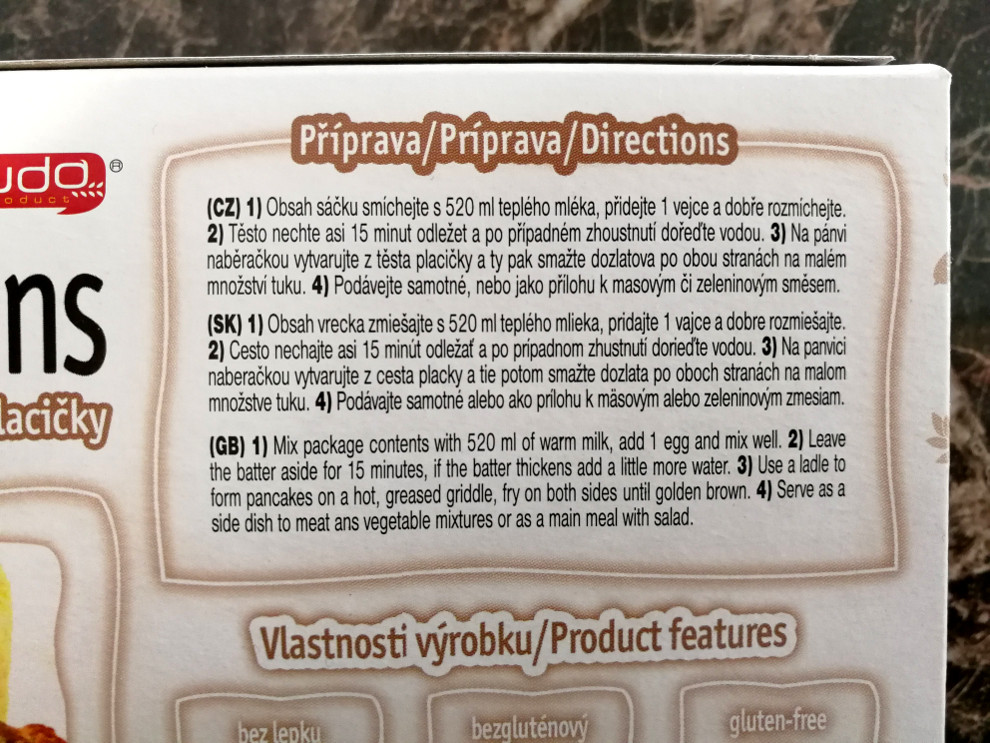 Příprava/Príprava/Directions
udo®
oduct
(CZ) 1) Obsah sáčku smíchejte s 520 ml teplého mléka, přidejte 1 vejce a dobře rozmíchejte.
2) Těsto nechte asi 15 minut odležet a po případném zhoustnutí dořeďte vodou. 3) Na pánvi
naběračkou vytvarujte z těsta placičky a ty pak smažte dozlatova po obou stranách na malém
množství tuku. 4) Podávejte samotné, nebo jako přílohu k masovým či zeleninovým směsem.
(SK) 1) Obsah vrecka zmiešajte s 520 ml teplého mlieka, pridajte 1 vejce a dobre rozmiešajte.
2) Cesto nechajte asi 15 minút odležať a po prípadnom zhustnutí dorieďte vodou. 3) Na panvici
naberačkou vytvarujte z cesta placky a tie potom smažte dozlata po oboch stranách na malom
množstve tuku. 4) Podávajte samotné alebo ako prílohu k mäsovým alebo zeleninovým zmesiam.
(GB) 1) Mix package contents with 520 ml of warm milk, add 1 egg and mix well. 2) Leave
the batter aside for 15 minutes, if the batter thickens add a little more water. 3) Use a ladle to
form pancakes on a hot, greased griddle, fry on both sides until golden brown. 4) Serve as a
side dish to meat ans vegetable mixtures or as a main meal with salad.
ns
lacičky
Vlastnosti výrobku/Product features
bez lepku
bezgluténový
gluten-free